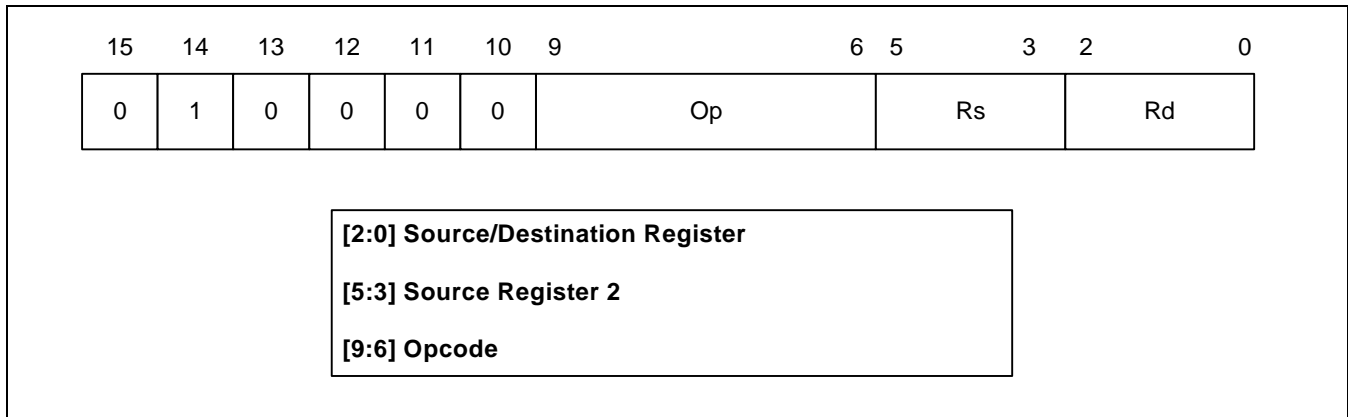 15 14 13 12 11 10 9 6 5 3 2 0
0 1 0 0 0 0 Op Rs Rd
[2:0] Source/Destination Register
[5:3] Source Register 2
[9:6] Opcode